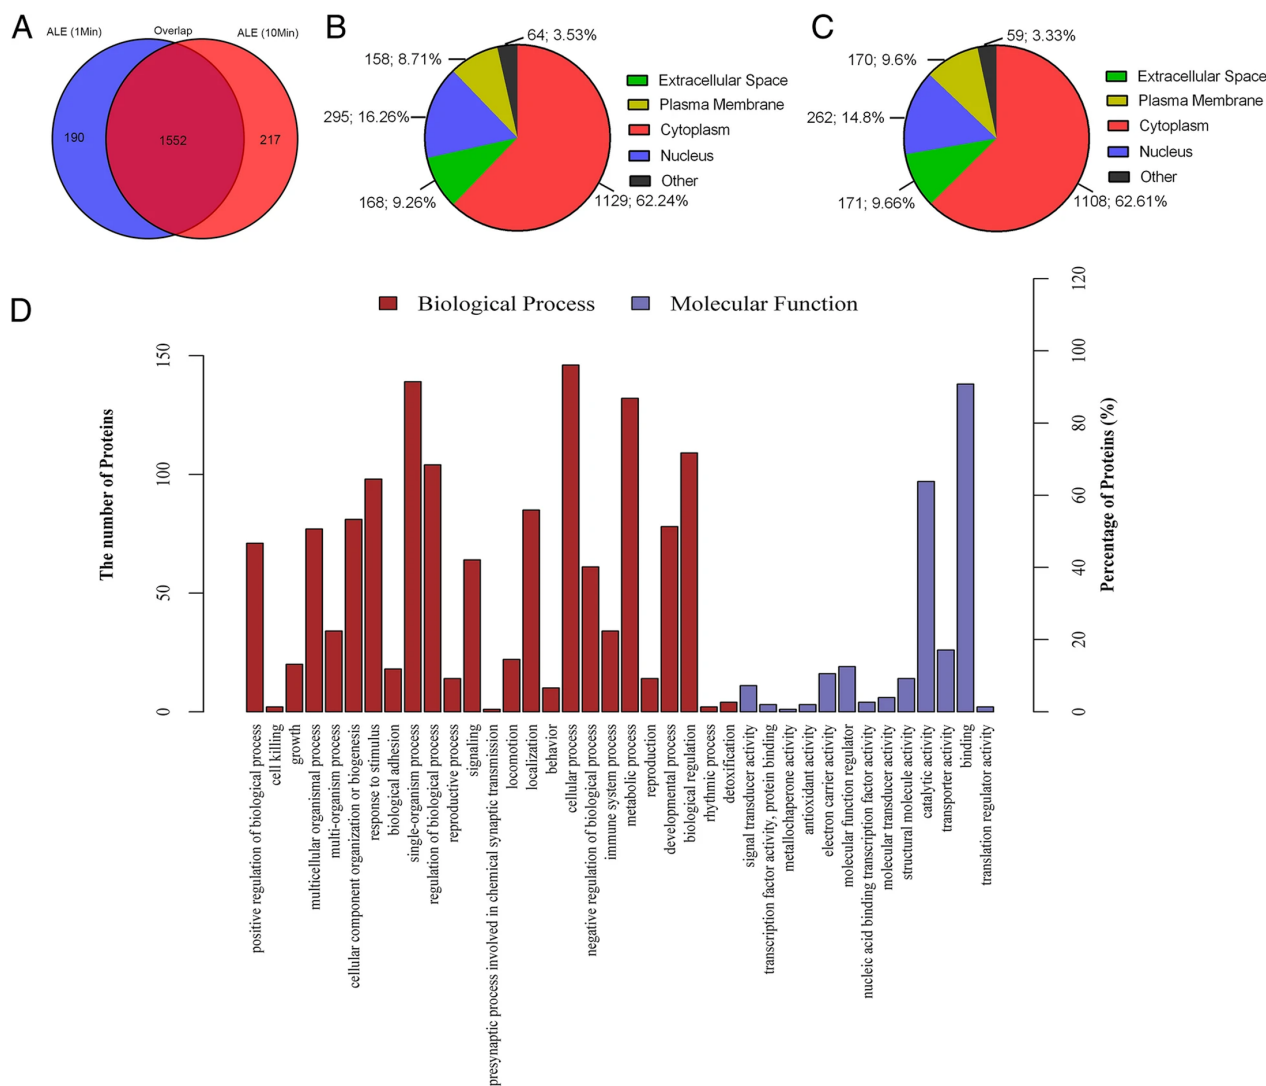 A
ALE (1Min)
Overlap
ALE (10Min)
190
1552
217
B
64; 3.53%
158; 8.71%
295; 16.26%
168; 9.26%
1129; 62.24%
Extracellular Space
Plasma Membrane
Cytoplasm
Nucleus
Other
C
59; 3.33%
170; 9.6%
262; 14.8%
171; 9.66%
1108; 62.61%
Extracellular Space
Plasma Membrane
Cytoplasm
Nucleus
Other
D
Biological Process
Molecular Function
The number of Proteins
150
100
50
0
120
100
80
60
40
20
0
Percentage of Proteins (%)
positive regulation of biological process
cell killing
growth
multicellular organismal process
multi-organism process
cellular component organization or biogenesis
response to stimulus
biological adhesion
single-organism process
regulation of biological process
reproductive process
signaling
presynaptic process involved in chemical synaptic transmission
locomotion
localization
behavior
cellular process
negative regulation of biological process
immune system process
metabolic process
reproduction
developmental process
biological regulation
rhythmic process
detoxification
signal transducer activity
transcription factor activity, protein binding
metallochaperone activity
antioxidant activity
electron carrier activity
molecular function regulator
nucleic acid binding transcription factor activity
molecular transducer activity
structural molecule activity
catalytic activity
transporter activity
binding
translation regulator activity